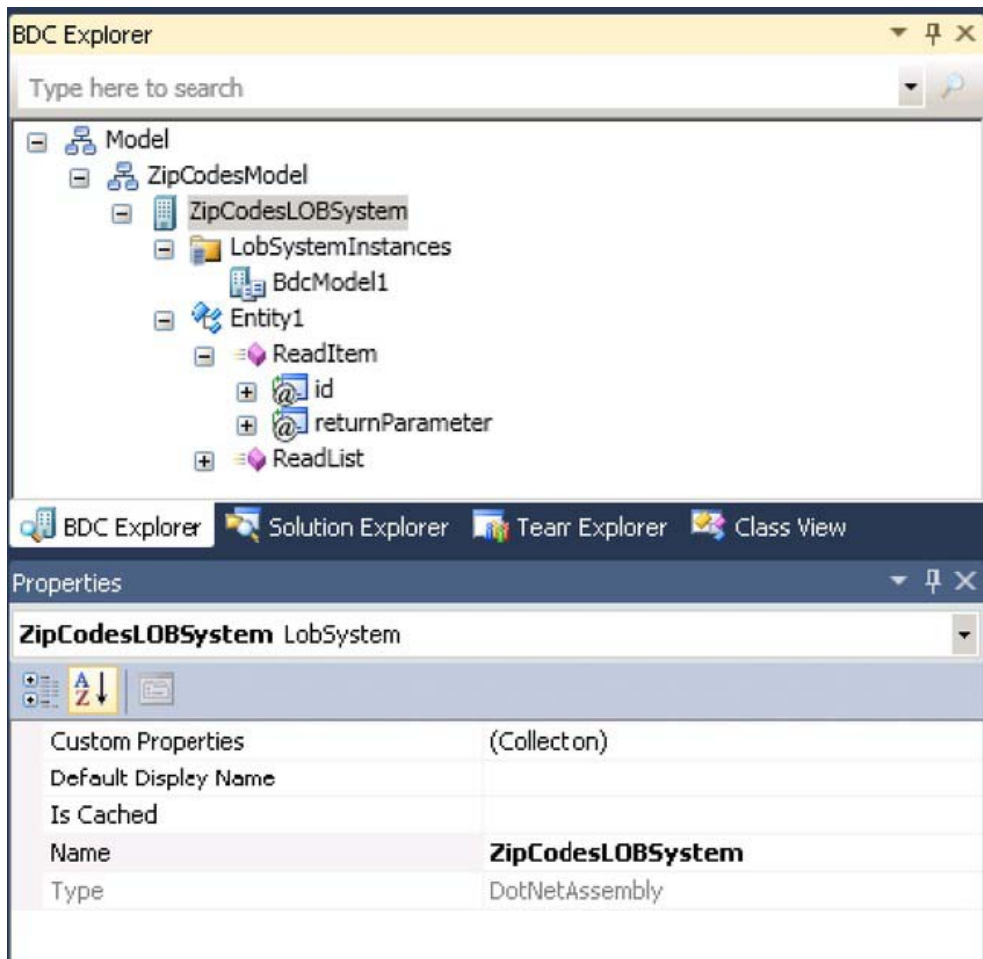 BDC Explorer
Type here to search
Model
ZipCodesModel
ZipCodesLOBSystem
LobSystemInstances
BdcModel1
Entity1
ReadItem
id
returnParameter
ReadList
BDC Explorer Solution Explorer Team Explorer Class View
Properties
ZipCodesLOBSystem LobSystem
Custom Properties (Collecton)
Default Display Name
Is Cached
Name ZipCodesLOBSystem
Type DotNetAssembly